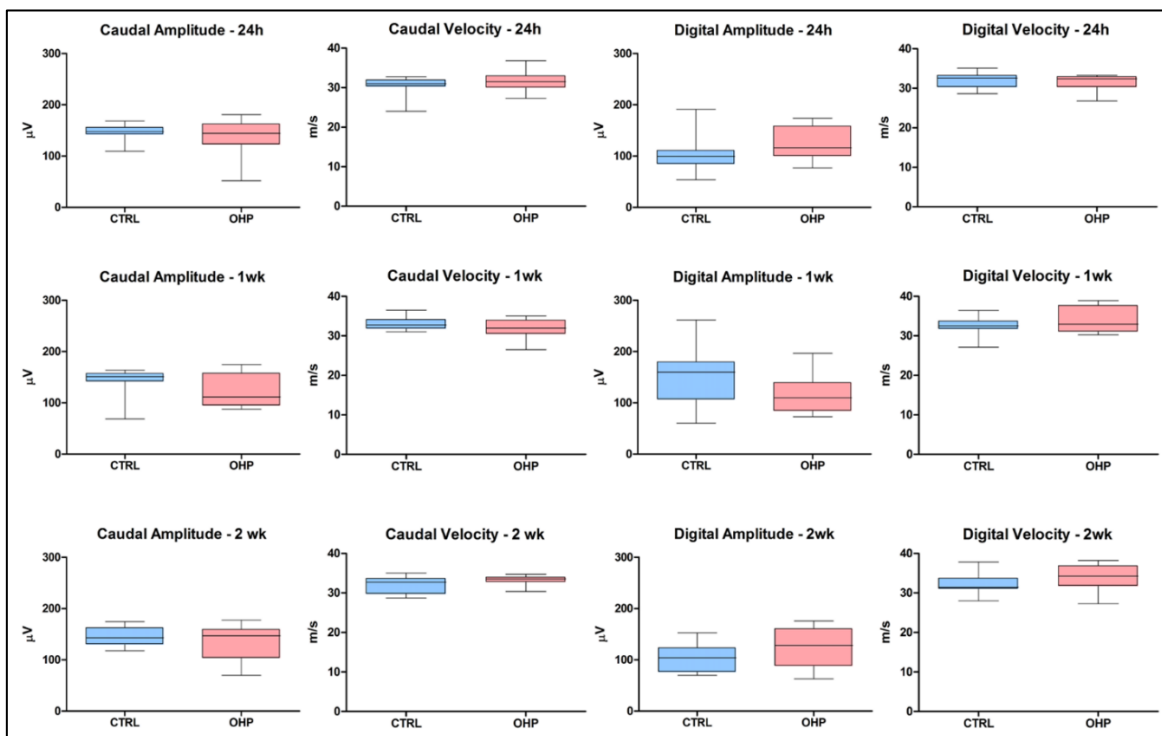 Caudal Amplitude - 24h
300
200
100
0
µV
CTRL
OHP
Caudal Velocity - 24h
40
30
20
10
0
m/s
CTRL
OHP
Digital Amplitude - 24h
300
200
100
0
µV
CTRL
OHP
Digital Velocity - 24h
40
30
20
10
0
m/s
CTRL
OHP
Caudal Amplitude - 1wk
300
200
100
0
µV
CTRL
OHP
Caudal Velocity - 1wk
40
30
20
10
0
m/s
CTRL
OHP
Digital Amplitude - 1wk
300
200
100
0
µV
CTRL
OHP
Digital Velocity - 1wk
40
30
20
10
0
m/s
CTRL
OHP
Caudal Amplitude - 2 wk
300
200
100
0
µV
CTRL
OHP
Caudal Velocity - 2 wk
40
30
20
10
0
m/s
CTRL
OHP
Digital Amplitude - 2wk
300
200
100
0
µV
CTRL
OHP
Digital Velocity - 2wk
40
30
20
10
0
m/s
CTRL
OHP